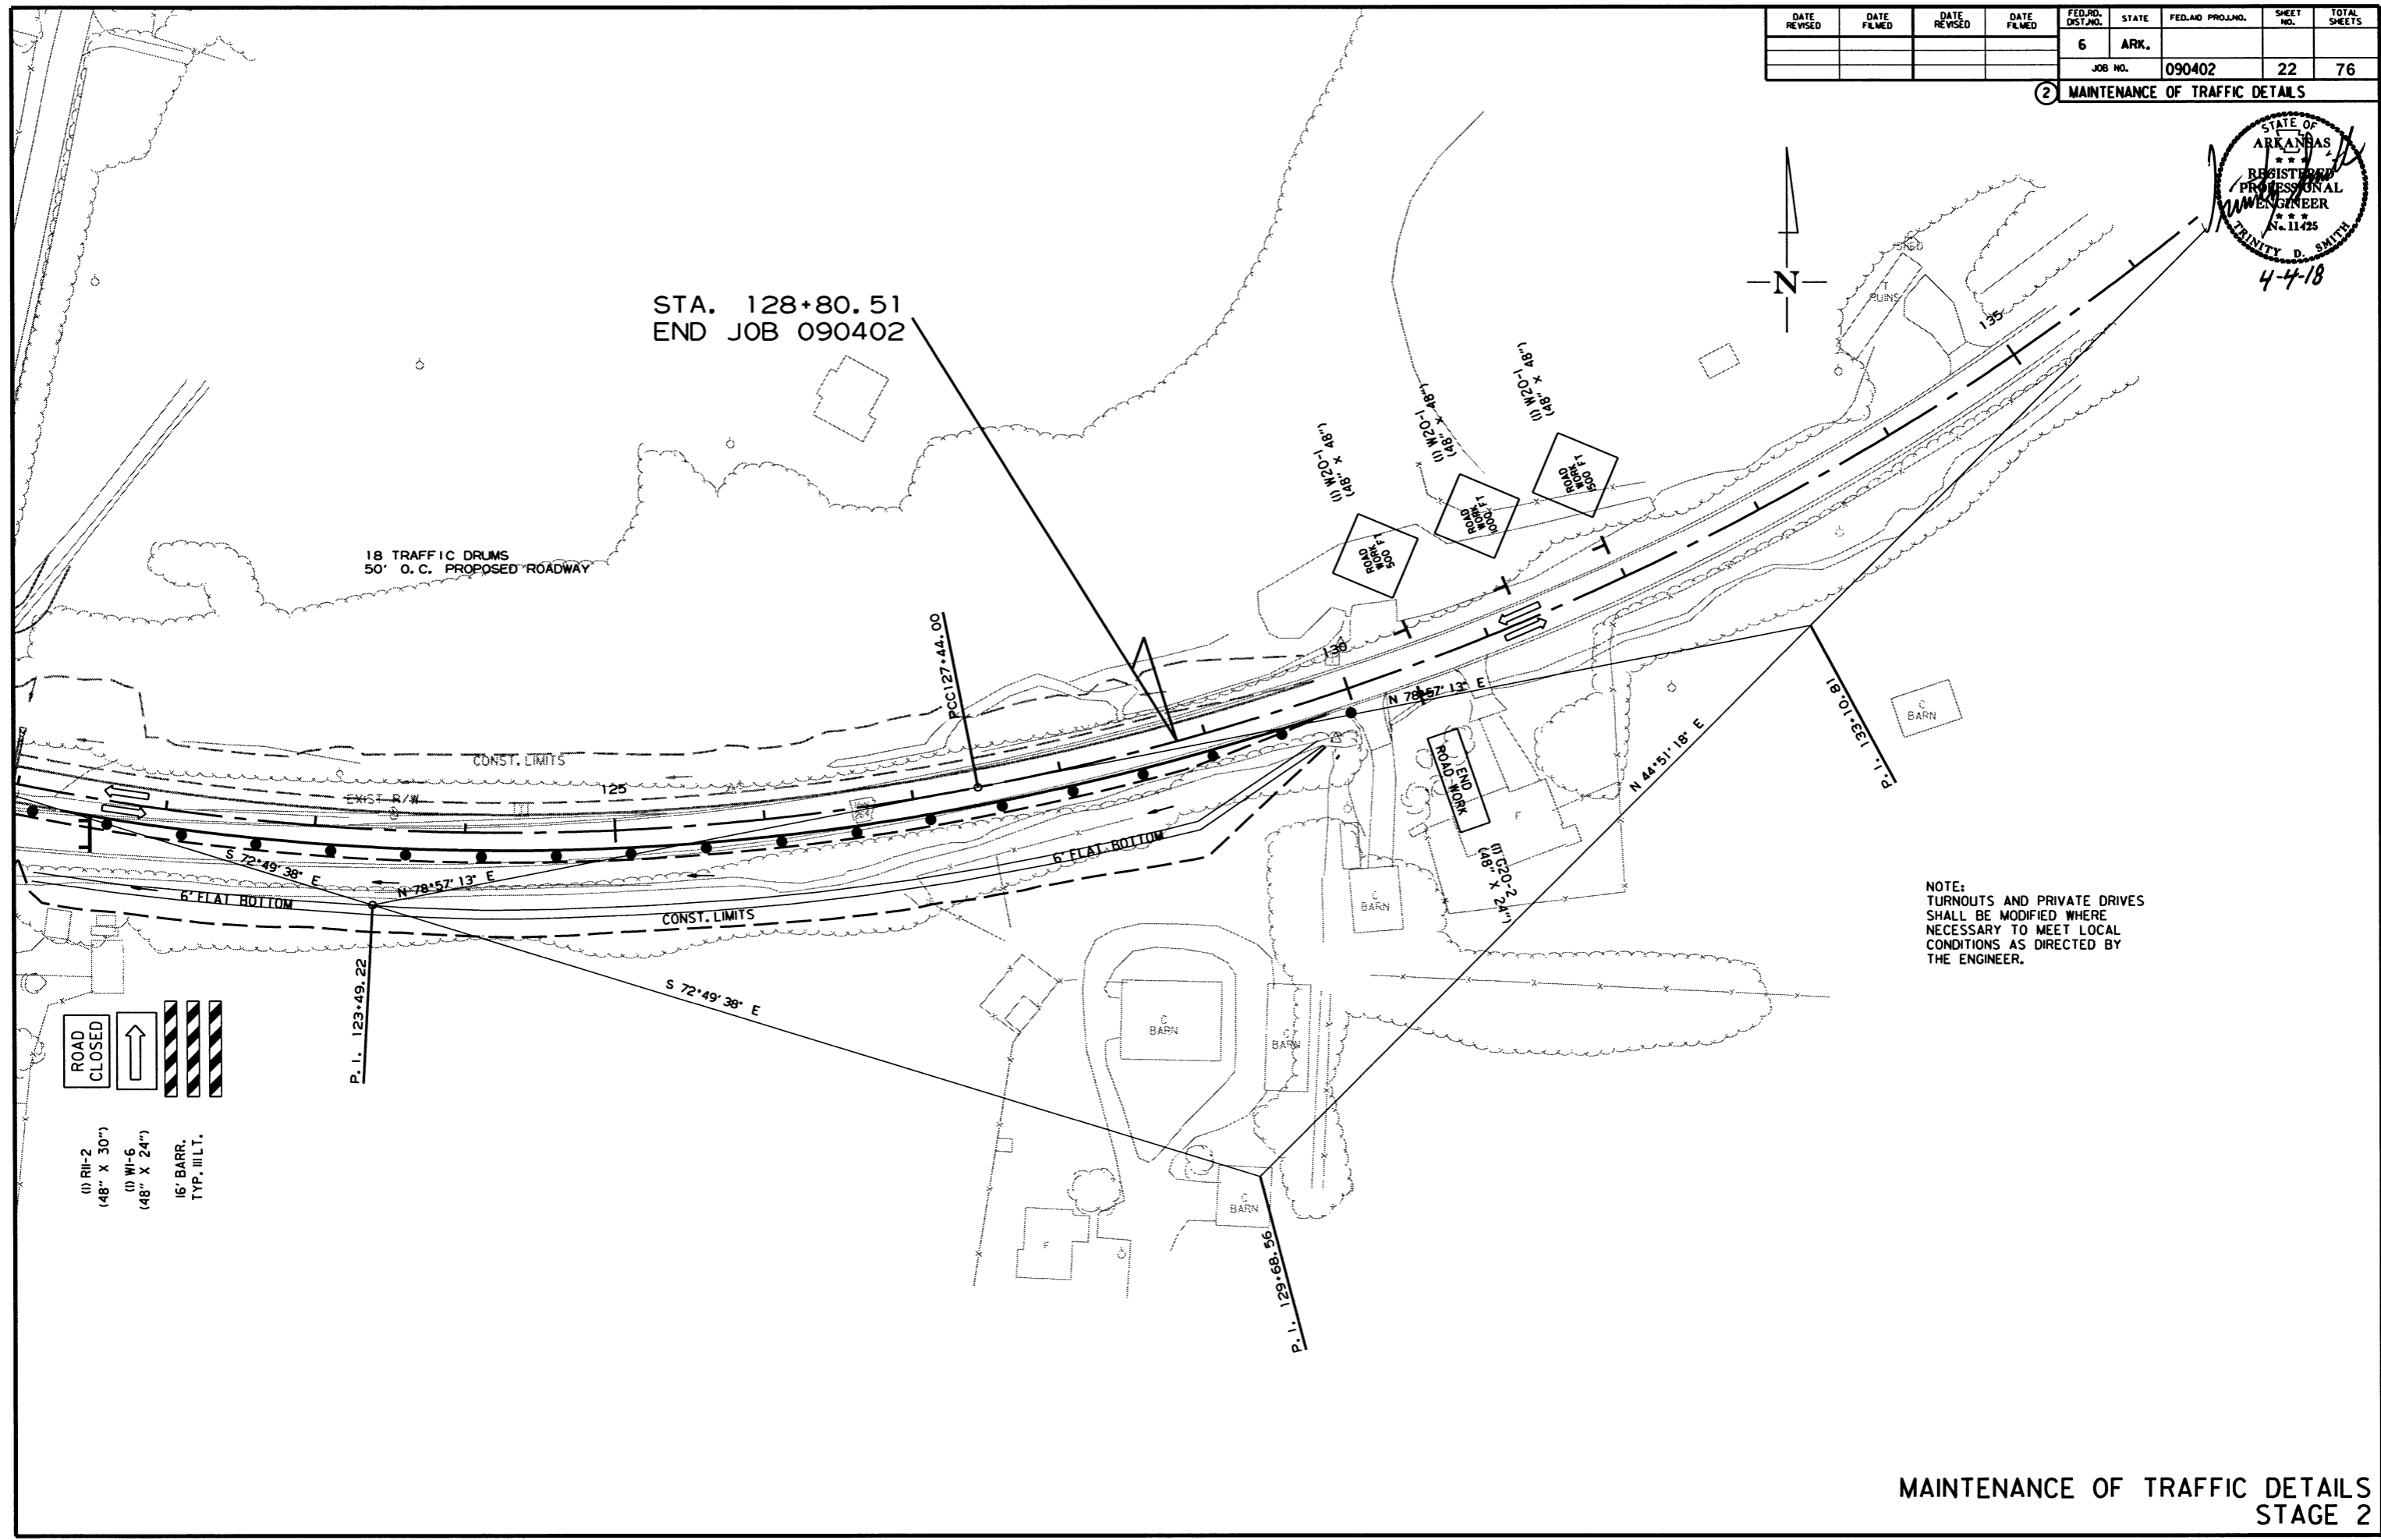 DATE REVISED
DATE FILMED
DATE REVISED
DATE FILMED
FED.RD. DIST.NO.
STATE
FED.AID PROJ.NO.
SHEET NO.
TOTAL SHEETS
6
ARK.
JOB NO.
090402
22
76
2
MAINTENANCE OF TRAFFIC DETAILS
STATE OF
ARKANSAS
* * *
REGISTERED
PROFESSIONAL
ENGINEER
* * *
No. 11425
TRINITY D. SMITH
4-4-18
N
STA. 128+80.51
END JOB 090402
(1) W20-1
(48" X 48")
(1) W20-1
(48" X 48")
(1) W20-1
(48" X 48")
ROAD
WORK
500 FT
ROAD
WORK
1000 FT
ROAD
WORK
1500 FT
RUINS
135
18 TRAFFIC DRUMS
50' O.C. PROPOSED ROADWAY
PCC127+44.00
130
N 78°57'13" E
P.I. 133+10.81
C
BARN
N 44°51'18" E
CONST. LIMITS
EXIST R/W
125
END
ROAD WORK
(1) G20-2
(48" X 24")
F
S 72°49'38" E
N 78°57'13" E
6' FLAT BOTTOM
6' FLAT BOTTOM
CONST. LIMITS
C
BARN
NOTE:
TURNOUTS AND PRIVATE DRIVES
SHALL BE MODIFIED WHERE
NECESSARY TO MEET LOCAL
CONDITIONS AS DIRECTED BY
THE ENGINEER.
P.I. 123+49.22
S 72°49'38" E
C
BARN
C
BARN
ROAD
CLOSED
(1) R11-2
(48" X 30")
(1) W1-6
(48" X 24")
16' BARR.
TYP. III LT.
C
BARN
F
P.I. 129+68.56
MAINTENANCE OF TRAFFIC DETAILS
STAGE 2